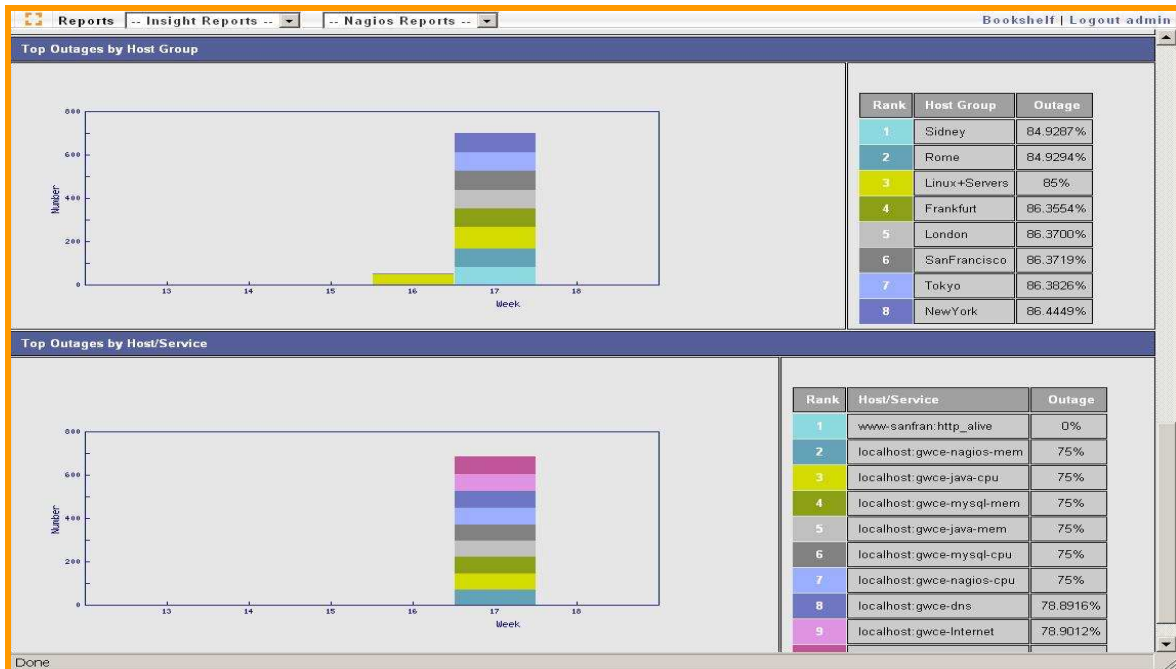 Reports -- Insight Reports -- -- Nagios Reports -- Bookshelf | Logout admin
Top Outages by Host Group
800
600
400
200
0
Number
13 14 15 16 17 18
Week
Rank Host Group Outage
1 Sidney 84.9287%
2 Rome 84.9294%
3 Linux+Servers 85%
4 Frankfurt 86.3554%
5 London 86.3700%
6 SanFrancisco 86.3719%
7 Tokyo 86.3826%
8 NewYork 86.4449%
Top Outages by Host/Service
800
600
400
200
0
Number
13 14 15 16 17 18
Week
Rank Host/Service Outage
1 www-sanfran:http_alive 0%
2 localhost:gwce-nagios-mem 75%
3 localhost:gwce-java-cpu 75%
4 localhost:gwce-mysql-mem 75%
5 localhost:gwce-java-mem 75%
6 localhost:gwce-mysql-cpu 75%
7 localhost:gwce-nagios-cpu 75%
8 localhost:gwce-dns 78.8916%
9 localhost:gwce-Internet 78.9012%
Done